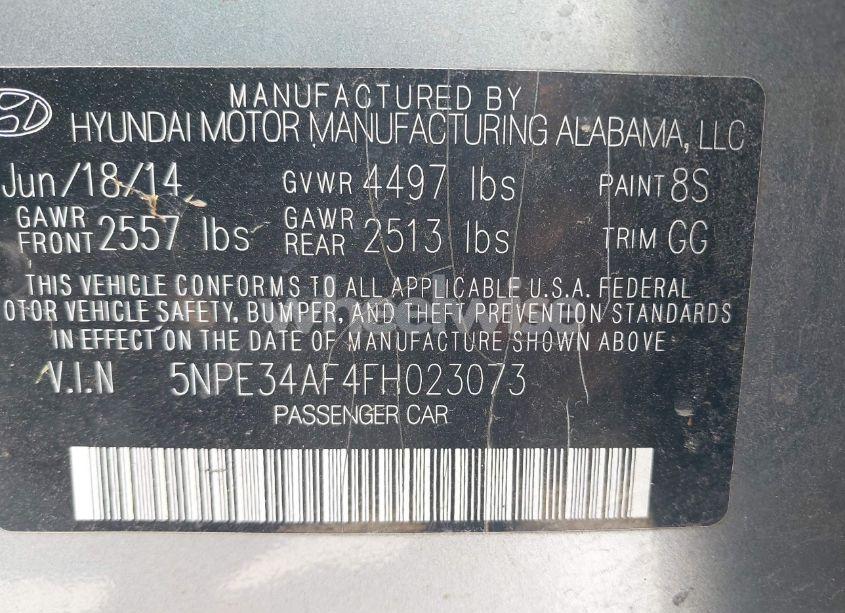 MANUFACTURED BY
HYUNDAI MOTOR MANUFACTURING ALABAMA, LLC
Jun/18/14 GVWR 4497 lbs PAINT 8S
GAWR FRONT 2557 lbs GAWR REAR 2513 lbs TRIM GG
THIS VEHICLE CONFORMS TO ALL APPLICABLE U.S.A. FEDERAL
OTOR VEHICLE SAFETY, BUMPER, AND THEFT PREVENTION STANDARDS
IN EFFECT ON THE DATE OF MANUFACTURE SHOWN ABOVE
wheelwise
V.I.N 5NPE34AF4FH023073
PASSENGER CAR